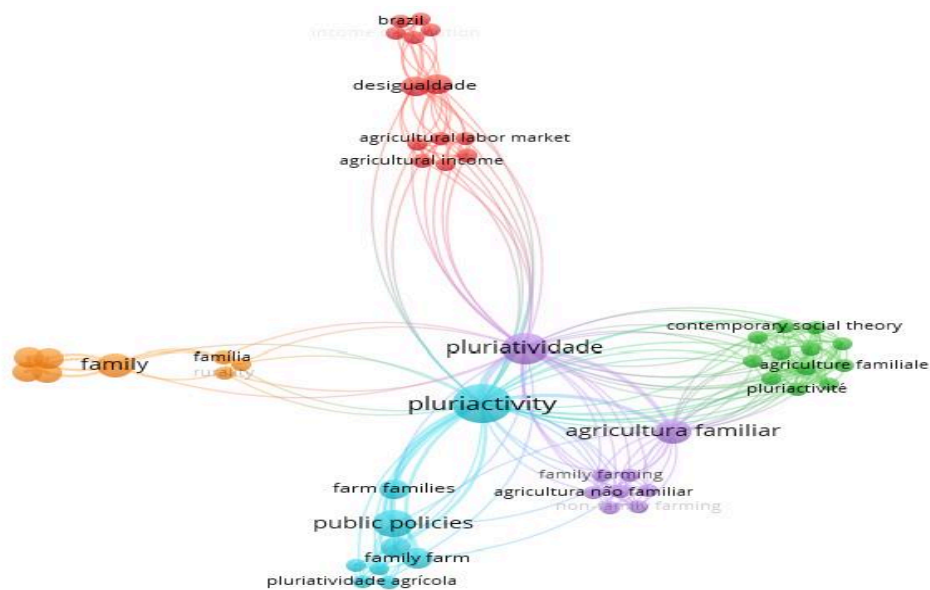 brazil
desigualdade
agricultural labor market
agricultural income
contemporary social theory
pluriatividade
família
agriculture familiale
family
rurality
pluriactivité
pluriactivity
agricultura familiar
family farming
farm families
agricultura não familiar
non-family farming
public policies
family farm
pluriatividade agrícola